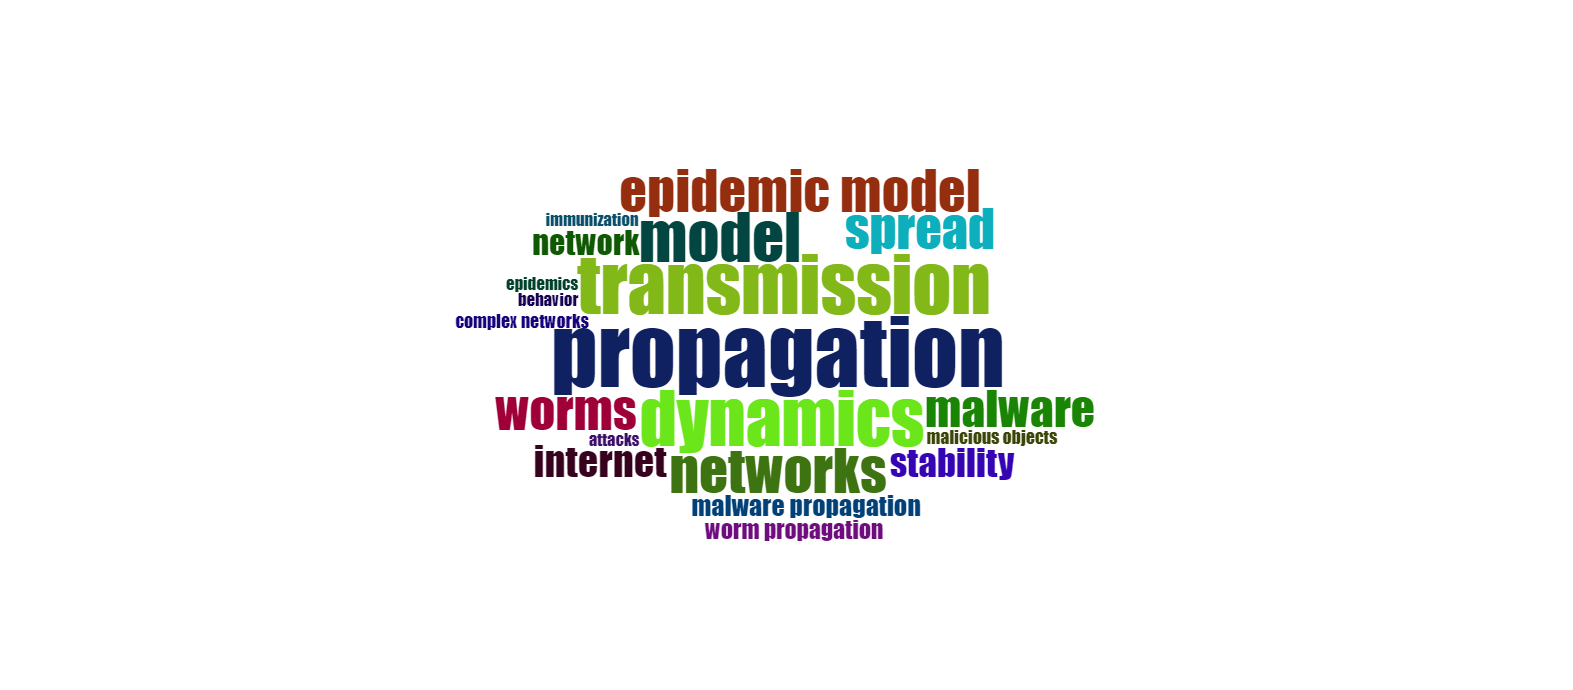 epidemic model
immunization
model
spread
network
transmission
epidemics
behavior
complex networks
propagation
worms
dynamics
malware
attacks
malicious objects
internet
networks
stability
malware propagation
worm propagation